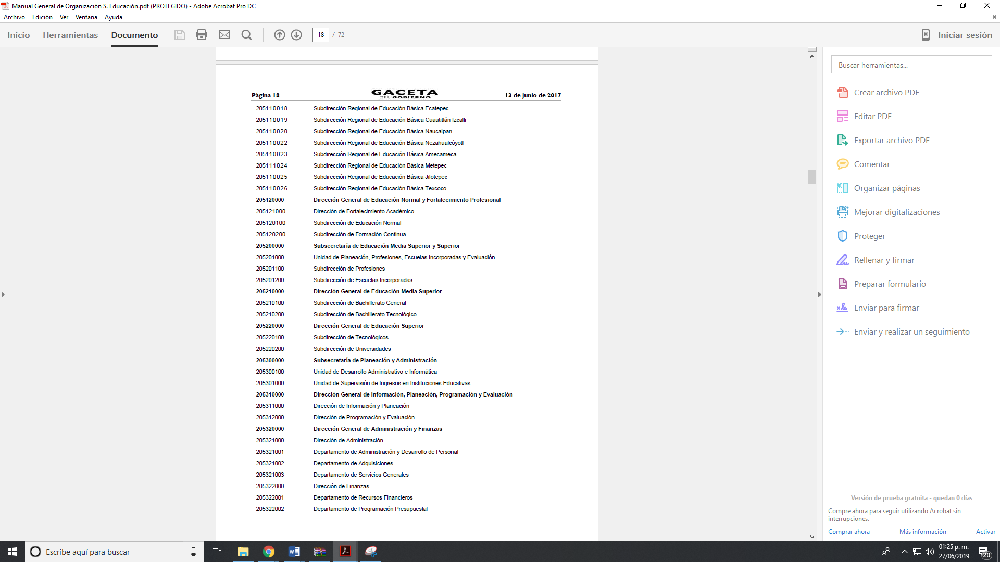 Manual General de Organización S. Educación.pdf (PROTEGIDO) - Adobe Acrobat Pro DC
Archivo Edición Ver Ventana Ayuda
Inicio Herramientas Documento 18 / 72 Iniciar sesión
Buscar herramientas...
Crear archivo PDF
Editar PDF
Exportar archivo PDF
Comentar
Organizar páginas
Mejorar digitalizaciones
Proteger
Rellenar y firmar
Preparar formulario
Enviar para firmar
Enviar y realizar un seguimiento
Página 18 GACETA DEL GOBIERNO 13 de junio de 2017
205110018 Subdirección Regional de Educación Básica Ecatepec
205110019 Subdirección Regional de Educación Básica Cuautitlán Izcalli
205110020 Subdirección Regional de Educación Básica Naucalpan
205110022 Subdirección Regional de Educación Básica Nezahualcóyotl
205110023 Subdirección Regional de Educación Básica Amecameca
205111024 Subdirección Regional de Educación Básica Metepec
205110025 Subdirección Regional de Educación Básica Jilotepec
205110026 Subdirección Regional de Educación Básica Texcoco
205120000 Dirección General de Educación Normal y Fortalecimiento Profesional
205121000 Dirección de Fortalecimiento Académico
205120100 Subdirección de Educación Normal
205120200 Subdirección de Formación Continua
205200000 Subsecretaría de Educación Media Superior y Superior
205201000 Unidad de Planeación, Profesiones, Escuelas Incorporadas y Evaluación
205201100 Subdirección de Profesiones
205201200 Subdirección de Escuelas Incorporadas
205210000 Dirección General de Educación Media Superior
205210100 Subdirección de Bachillerato General
205210200 Subdirección de Bachillerato Tecnológico
205220000 Dirección General de Educación Superior
205220100 Subdirección de Tecnológicos
205220200 Subdirección de Universidades
205300000 Subsecretaría de Planeación y Administración
205300100 Unidad de Desarrollo Administrativo e Informática
205301000 Unidad de Supervisión de Ingresos en Instituciones Educativas
205310000 Dirección General de Información, Planeación, Programación y Evaluación
205311000 Dirección de Información y Planeación
205312000 Dirección de Programación y Evaluación
205320000 Dirección General de Administración y Finanzas
205321000 Dirección de Administración
205321001 Departamento de Administración y Desarrollo de Personal
205321002 Departamento de Adquisiciones
205321003 Departamento de Servicios Generales
205322000 Dirección de Finanzas
205322001 Departamento de Recursos Financieros
205322002 Departamento de Programación Presupuestal
Versión de prueba gratuita - quedan 0 días
Compre ahora para seguir utilizando Acrobat sin
interrupciones.
Comprar ahora Más información Activar
Escribe aquí para buscar
01:25 p. m.
27/06/2019
20